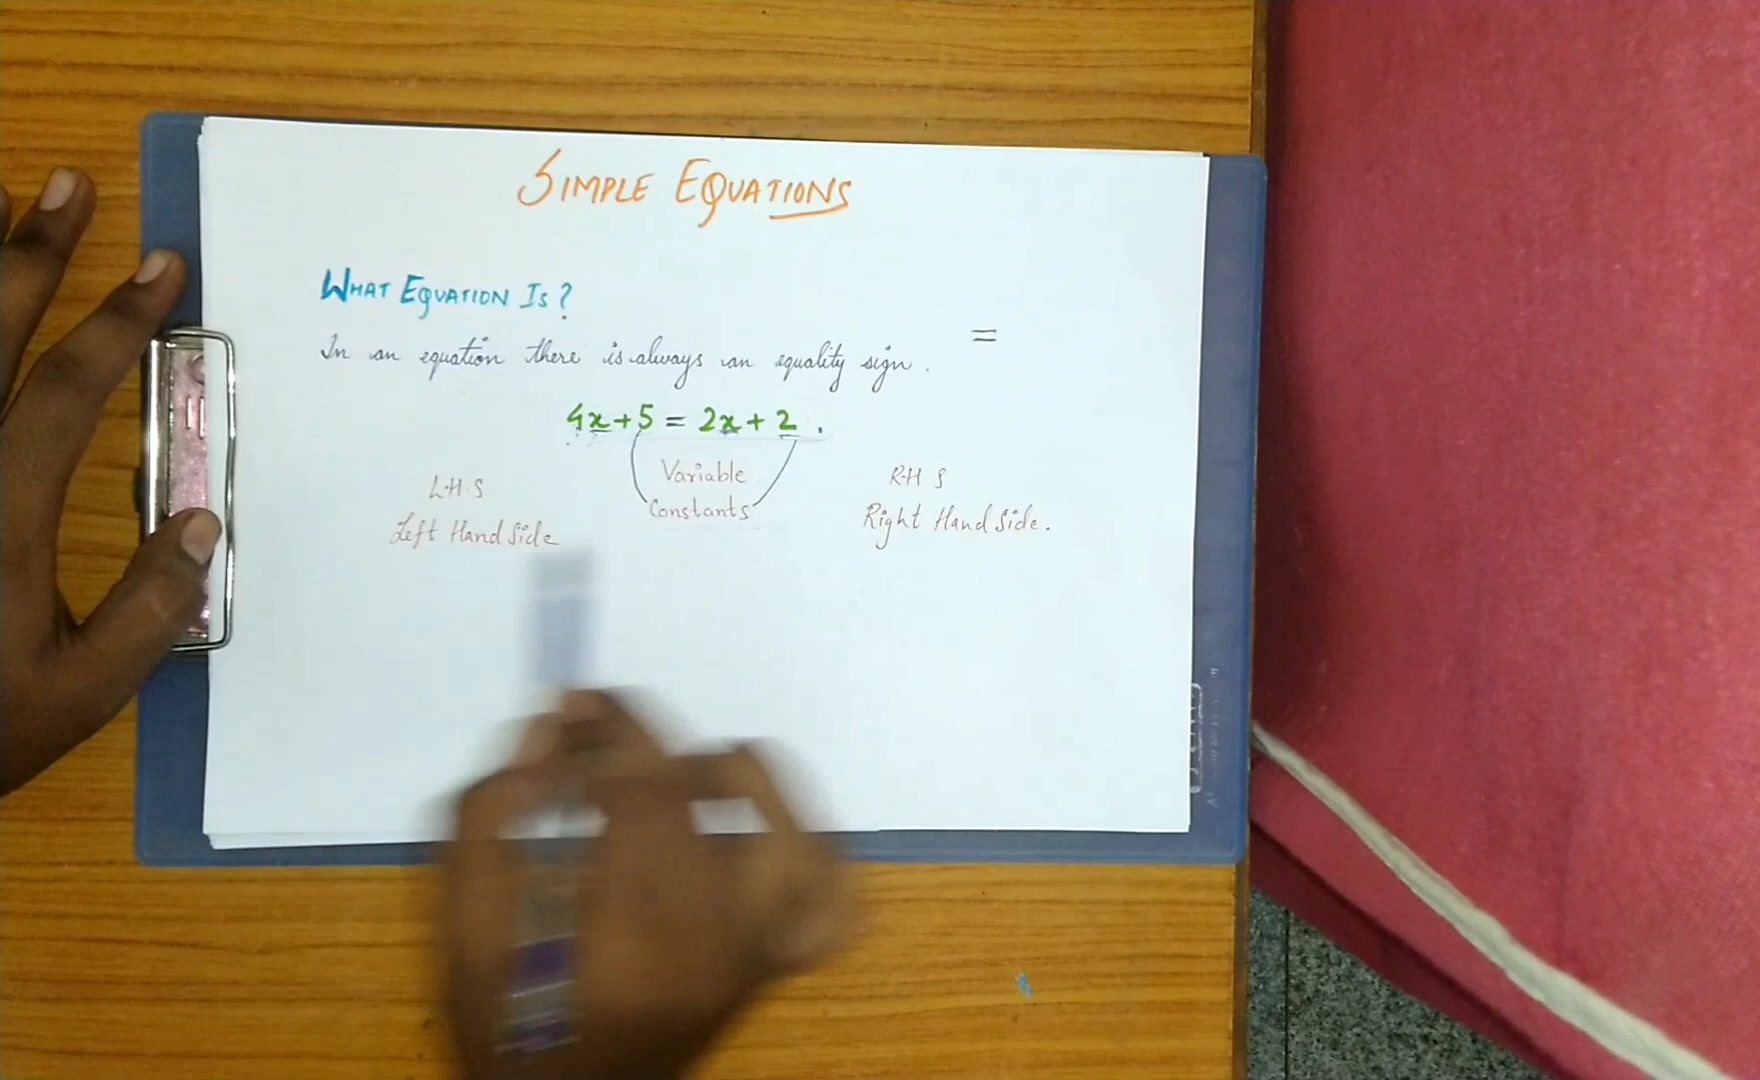 SIMPLE EQUATIONS
WHAT EQUATION IS?
In an equation there is always an equality sign. =
4x+5 = 2x+2.
L.H.S Variable R.H S
Left Hand Side Constants Right Hand Side.